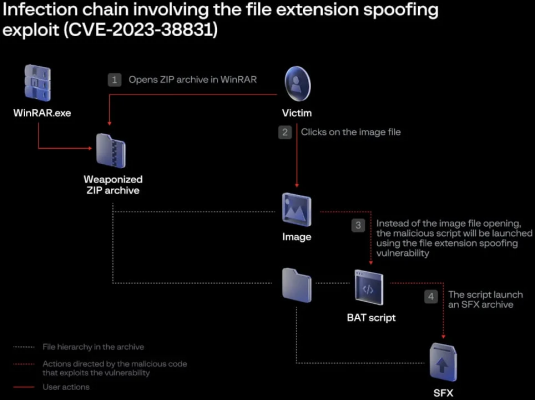 Infection chain involving the file extension spoofing
exploit (CVE-2023-38831)
1 Opens ZIP archive in WinRAR
WinRAR.exe
Victim
2 Clicks on the image file
Weaponized
ZIP archive
Image
3 Instead of the image file opening,
the malicious script will be launched
using the file extension spoofing
vulnerability
BAT script
4 The script launch
an SFX archive
File hierarchy in the archive
Actions directed by the malicious code
that exploits the vulnerability
User actions
SFX